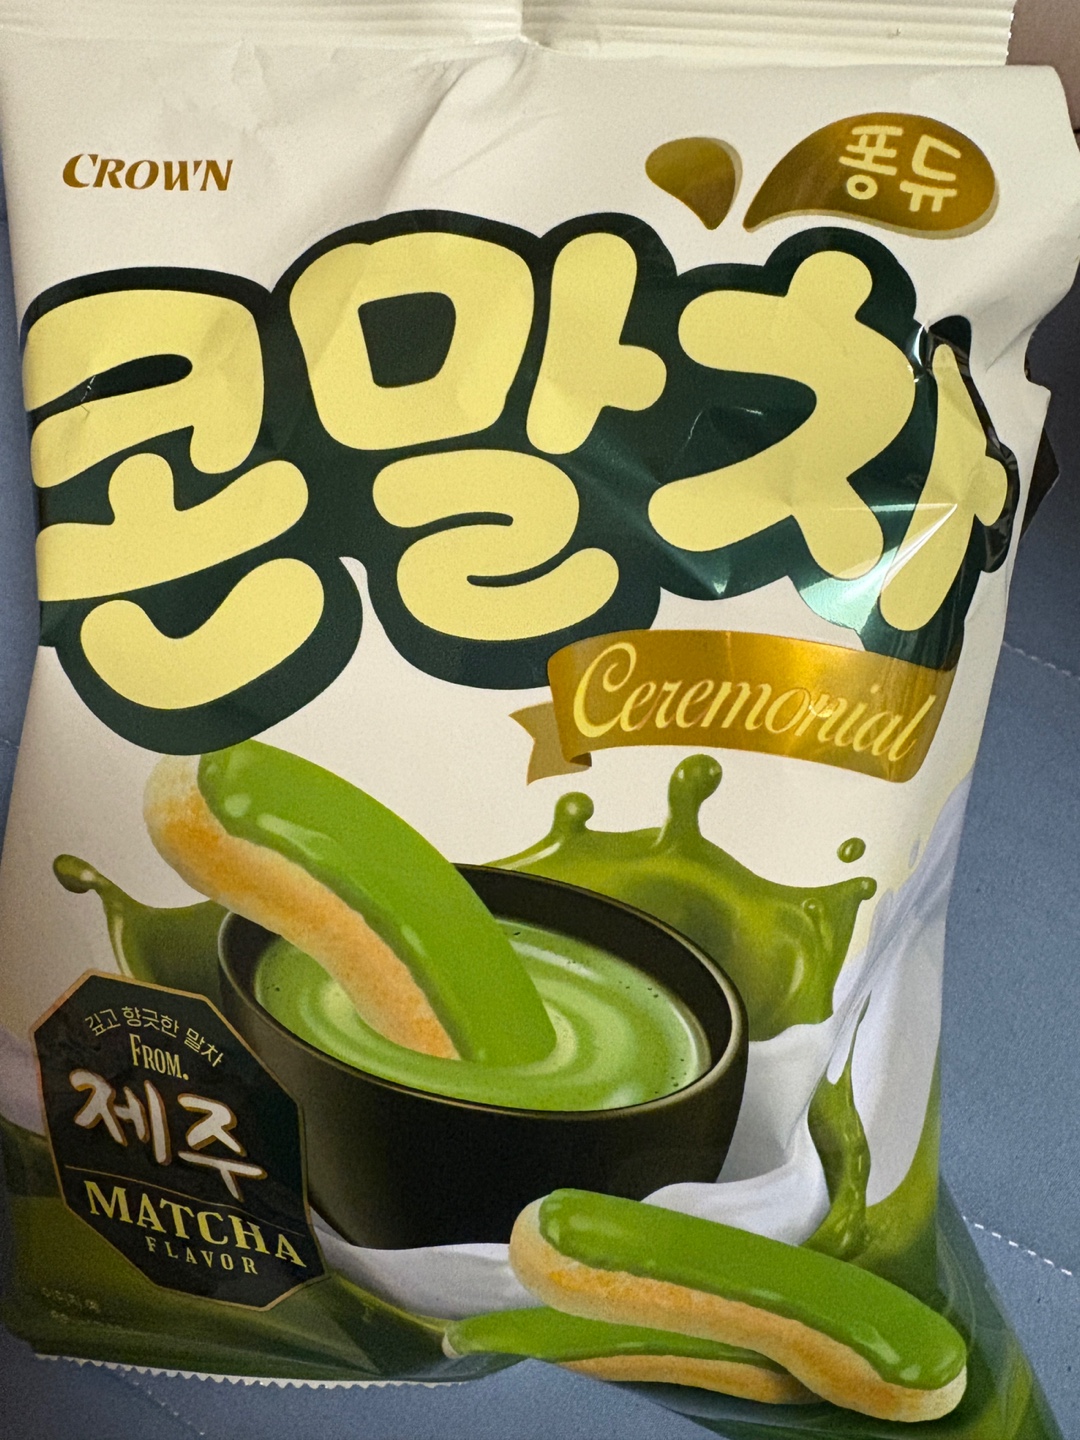 CROWN
퐁듀
콘말차
Ceremonial
깊고 향긋한 말차
FROM.
제주
MATCHA
FLAVOR